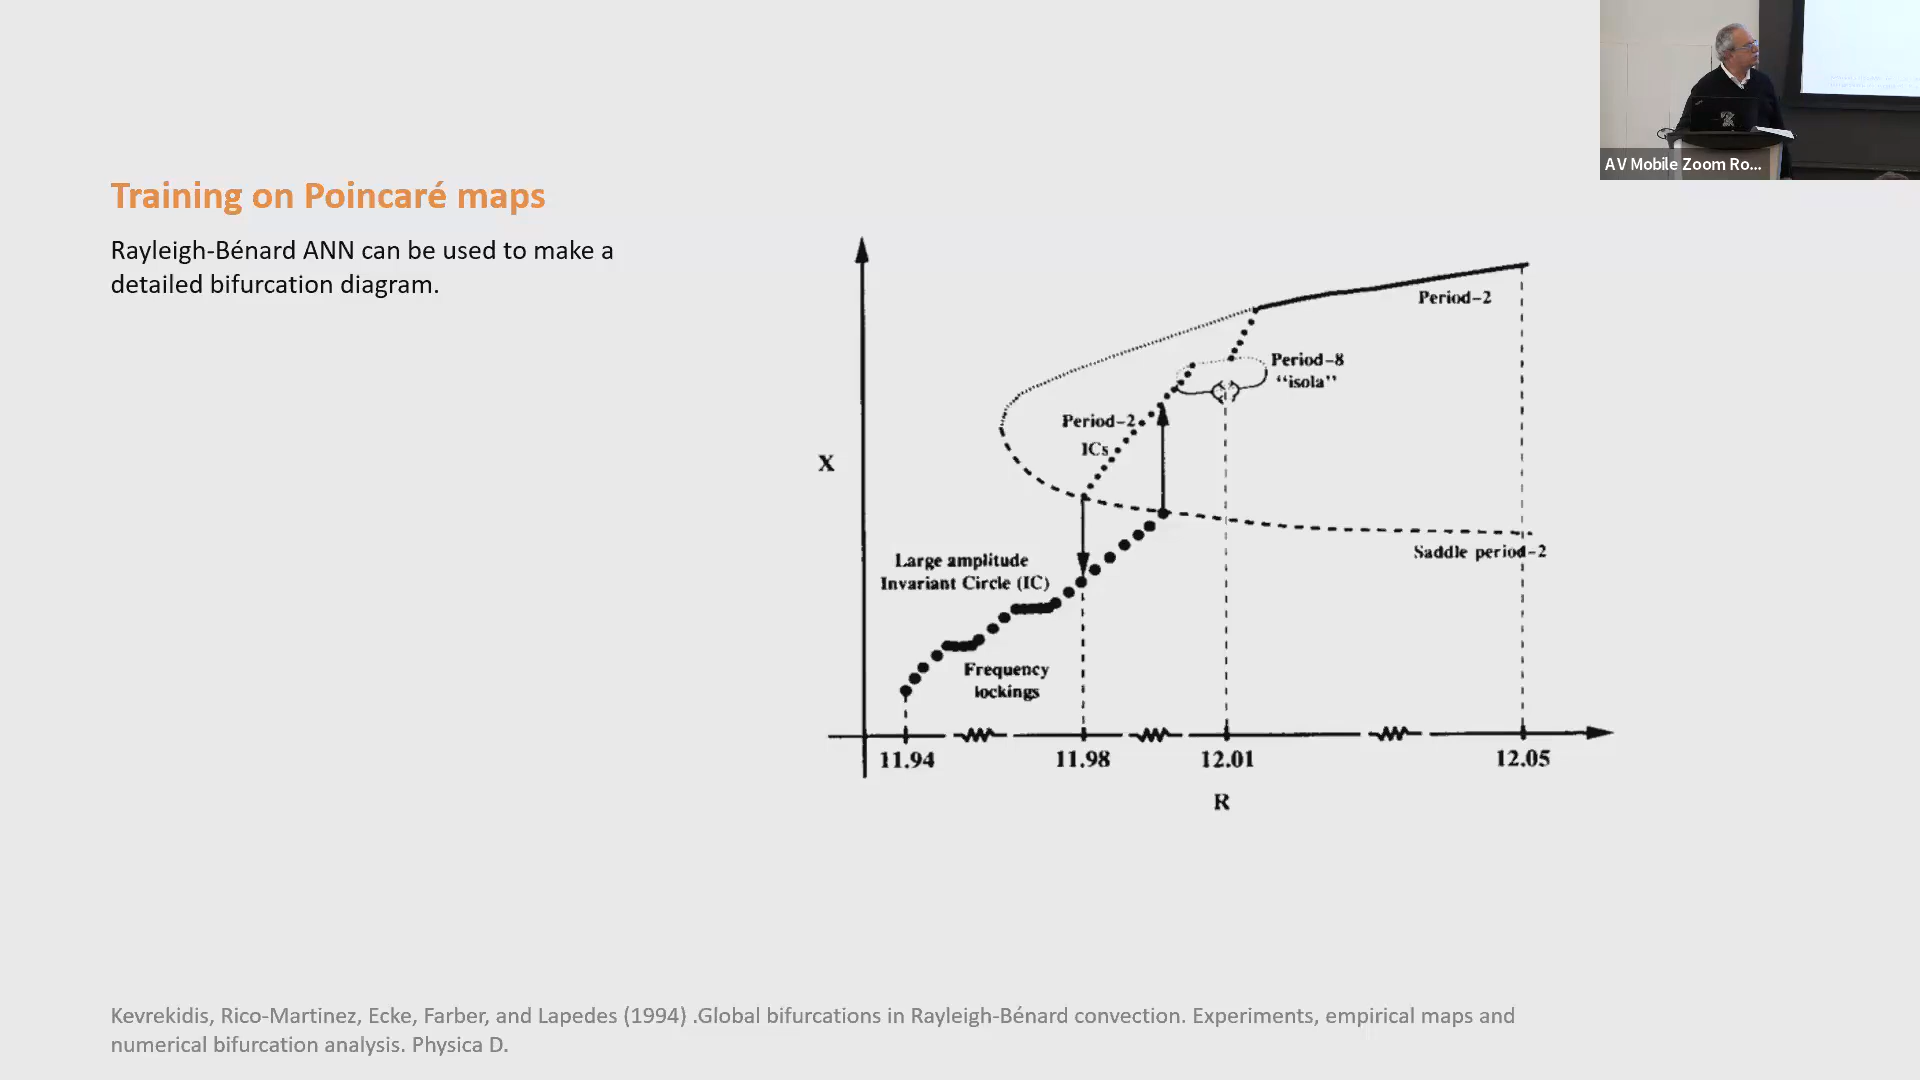 AV Mobile Zoom Ro...
Training on Poincaré maps
Rayleigh-Bénard ANN can be used to make a
detailed bifurcation diagram.
Period-2
Period-8
"isola"
Period-2
ICs
X
Saddle period-2
Large amplitude
Invariant Circle (IC)
Frequency
lockings
11.94
11.98
12.01
12.05
R
Kevrekidis, Rico-Martinez, Ecke, Farber, and Lapedes (1994) .Global bifurcations in Rayleigh-Bénard convection. Experiments, empirical maps and
numerical bifurcation analysis. Physica D.